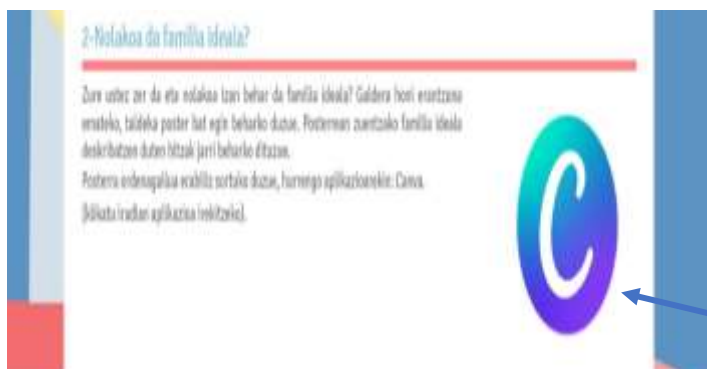 2-Nolakoa da familia ideala?
Zure ustez zer da eta nolakoa izan behar da familia ideala? Galdera honi erantzuna
emateko, taldeka poster bat egin beharko duzue. Posterrean zuentzako familia ideala
deskribatzen duten hitzak jarri beharko dituzue.
Posterra ordenagailua erabiliz sortuko duzue, hurrengo aplikazioarekin: Canva.
(klikatu irudian aplikazioa irekitzeko).
C